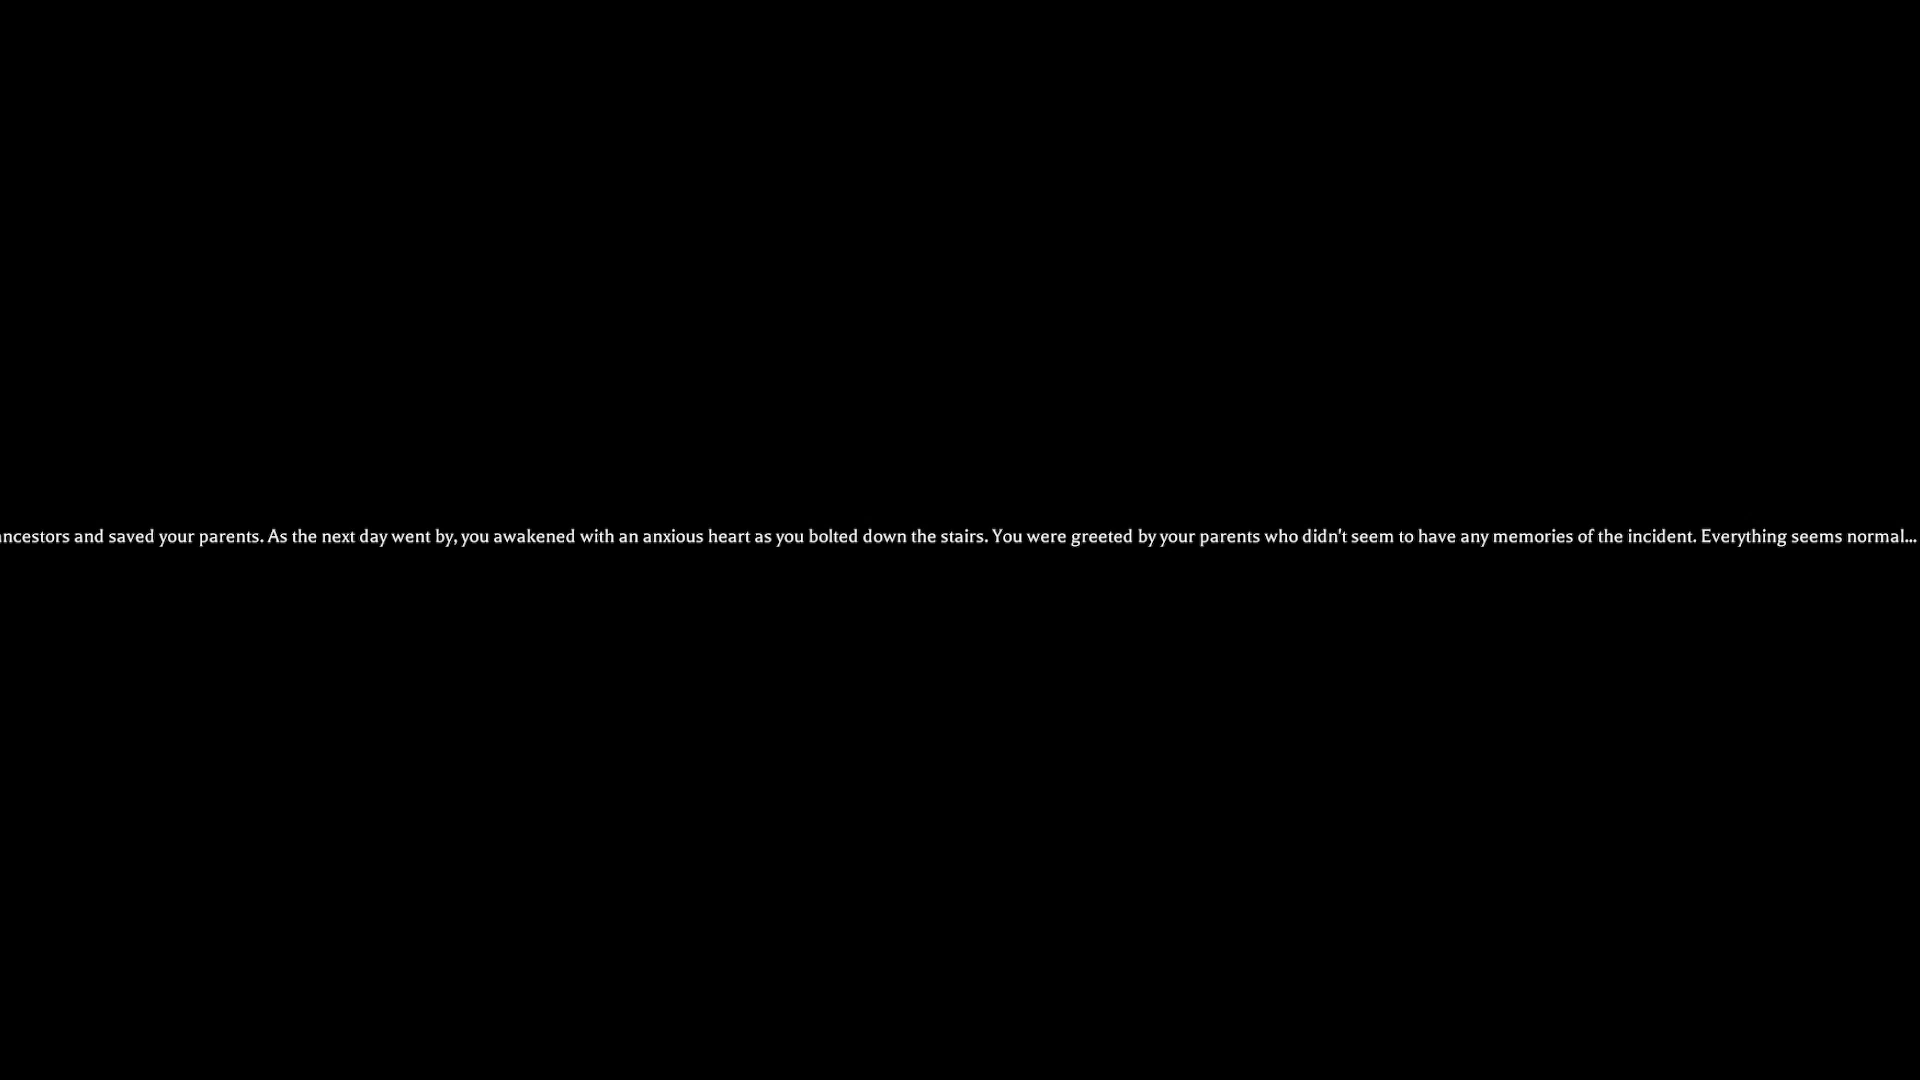 ancestors and saved your parents. As the next day went by, you awakened with an anxious heart as you bolted down the stairs. You were greeted by your parents who didn't seem to have any memories of the incident. Everything seems normal...